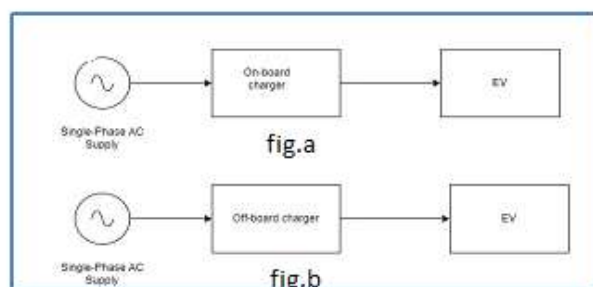 On-board
charger
EV
Single-Phase AC
Supply
fig.a
Off-board charger
EV
Single-Phase AC
Supply
fig.b